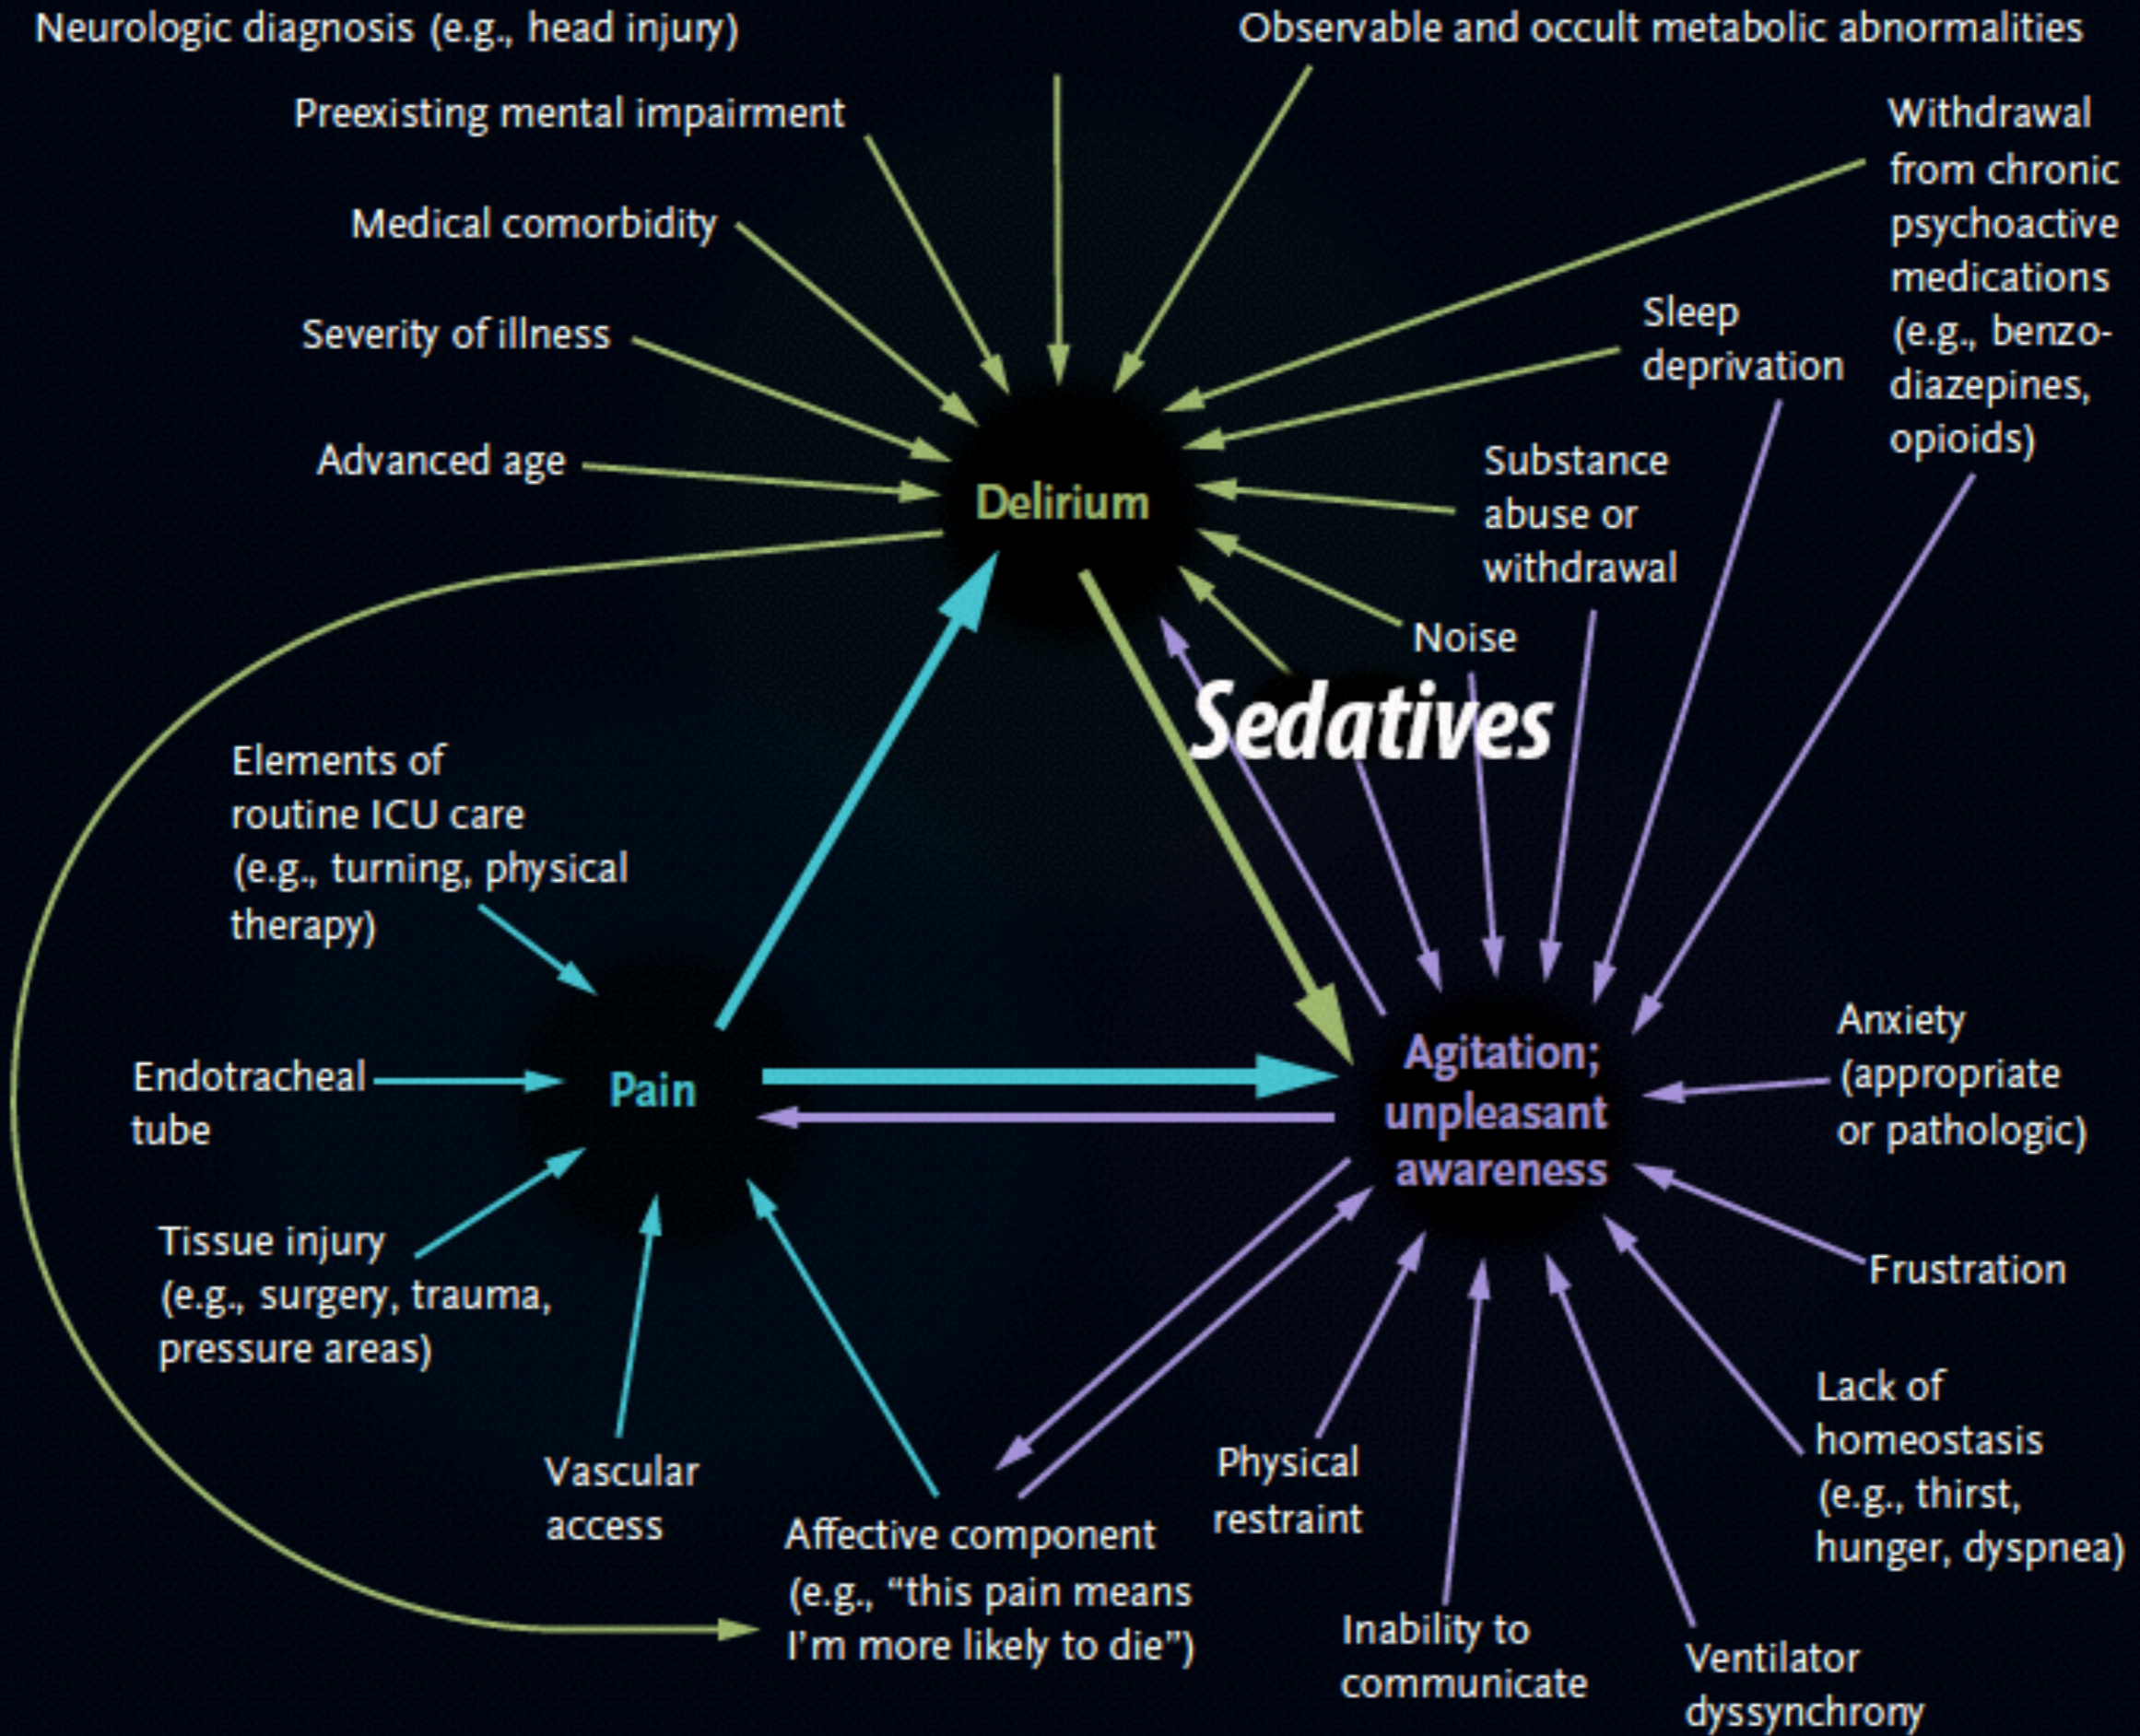 Neurologic diagnosis (e.g., head injury)
Observable and occult metabolic abnormalities
Preexisting mental impairment
Medical comorbidity
Severity of illness
Advanced age
Withdrawal
from chronic
psychoactive
medications
(e.g., benzo-
diazepines,
opioids)
Sleep
deprivation
Substance
abuse or
withdrawal
Noise
Delirium
Sedatives
Elements of
routine ICU care
(e.g., turning, physical
therapy)
Endotracheal
tube
Pain
Tissue injury
(e.g., surgery, trauma,
pressure areas)
Vascular
access
Affective component
(e.g., “this pain means
I’m more likely to die”)
Agitation;
unpleasant
awareness
Anxiety
(appropriate
or pathologic)
Frustration
Lack of
homeostasis
(e.g., thirst,
hunger, dyspnea)
Physical
restraint
Inability to
communicate
Ventilator
dyssynchrony